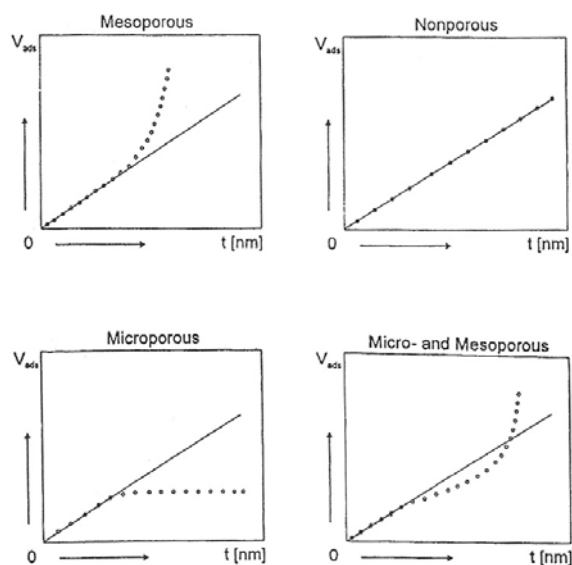 Mesoporous
V_ads
0
t [nm]
Nonporous
V_ads
0
t [nm]
Microporous
V_ads
0
t [nm]
Micro- and Mesoporous
V_ads
0
t [nm]